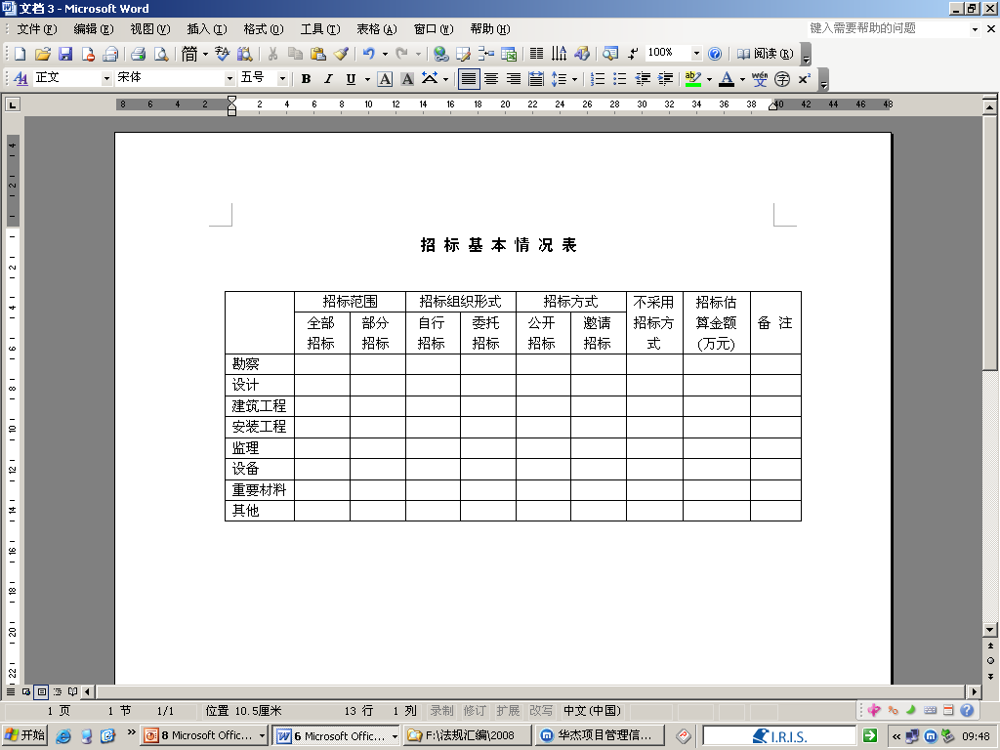 文档 3 - Microsoft Word
文件(F) 编辑(E) 视图(V) 插入(I) 格式(O) 工具(T) 表格(A) 窗口(W) 帮助(H) 键入需要帮助的问题
简 100% 阅读(R)
正文 宋体 五号 B I U A A A ab A wén 字 x²
8 6 4 2 2 4 6 8 10 12 14 16 18 20 22 24 26 28 30 32 34 36 38 40 42 44 46 48
招 标 基 本 情 况 表
招标范围 招标组织形式 招标方式 不采用招标方式 招标估算金额(万元) 备 注
全部招标 部分招标 自行招标 委托招标 公开招标 邀请招标
勘察
设计
建筑工程
安装工程
监理
设备
重要材料
其他
1 页 1 节 1/1 位置 10.5厘米 13 行 1 列 录制 修订 扩展 改写 中文(中国)
开始 8 Microsoft Offic... 6 Microsoft Offic... F:\法规汇编\2008 华杰项目管理信... I.R.I.S. 09:48